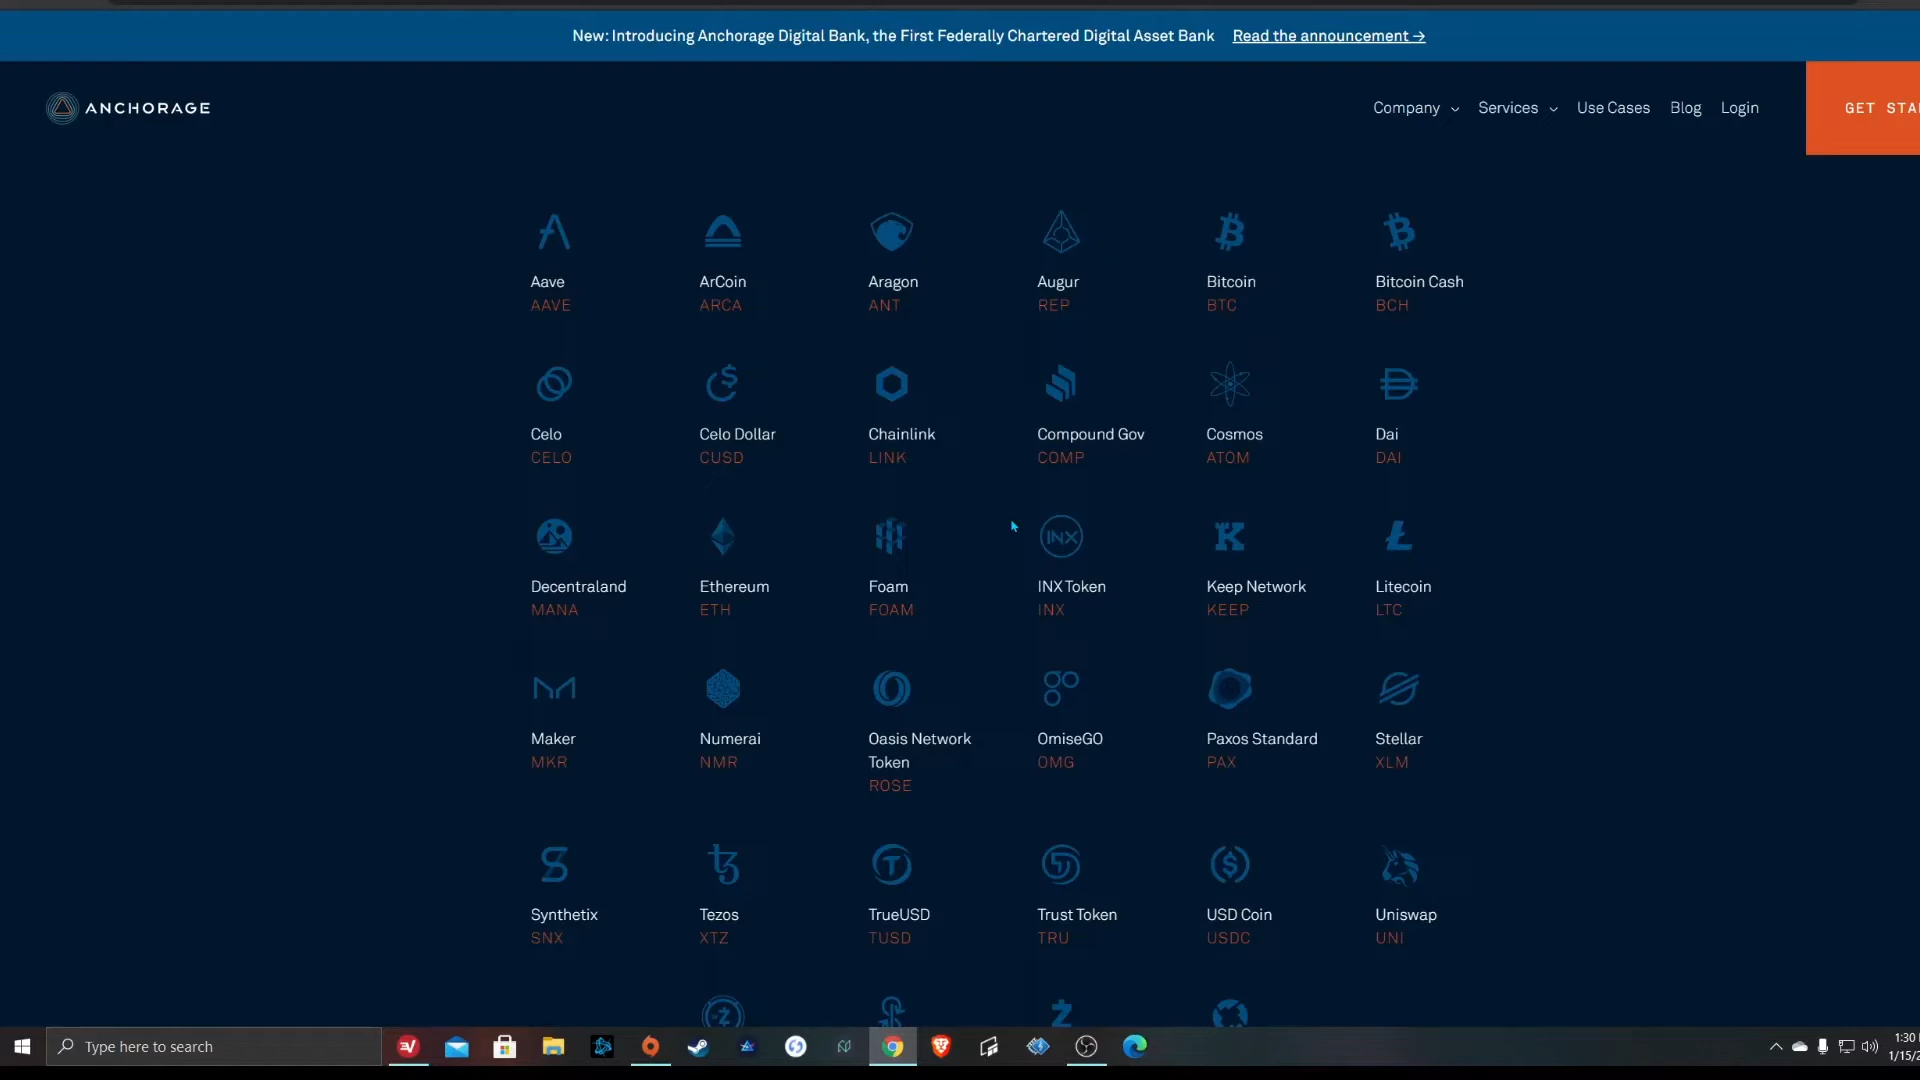 New: Introducing Anchorage Digital Bank, the First Federally Chartered Digital Asset Bank Read the announcement →
ANCHORAGE
Company Services Use Cases Blog Login
GET STA
Aave ArCoin Aragon Augur Bitcoin Bitcoin Cash
AAVE ARCA ANT REP BTC BCH
Celo Celo Dollar Chainlink Compound Gov Cosmos Dai
CELO CUSD LINK COMP ATOM DAI
INX
Decentraland Ethereum Foam INX Token Keep Network Litecoin
MANA ETH FOAM INX KEEP LTC
Maker Numerai Oasis Network OmiseGO Paxos Standard Stellar
MKR NMR Token OMG PAX XLM
ROSE
Synthetix Tezos TrueUSD Trust Token USD Coin Uniswap
SNX XTZ TUSD TRU USDC UNI
Type here to search
1:30
1/15/2